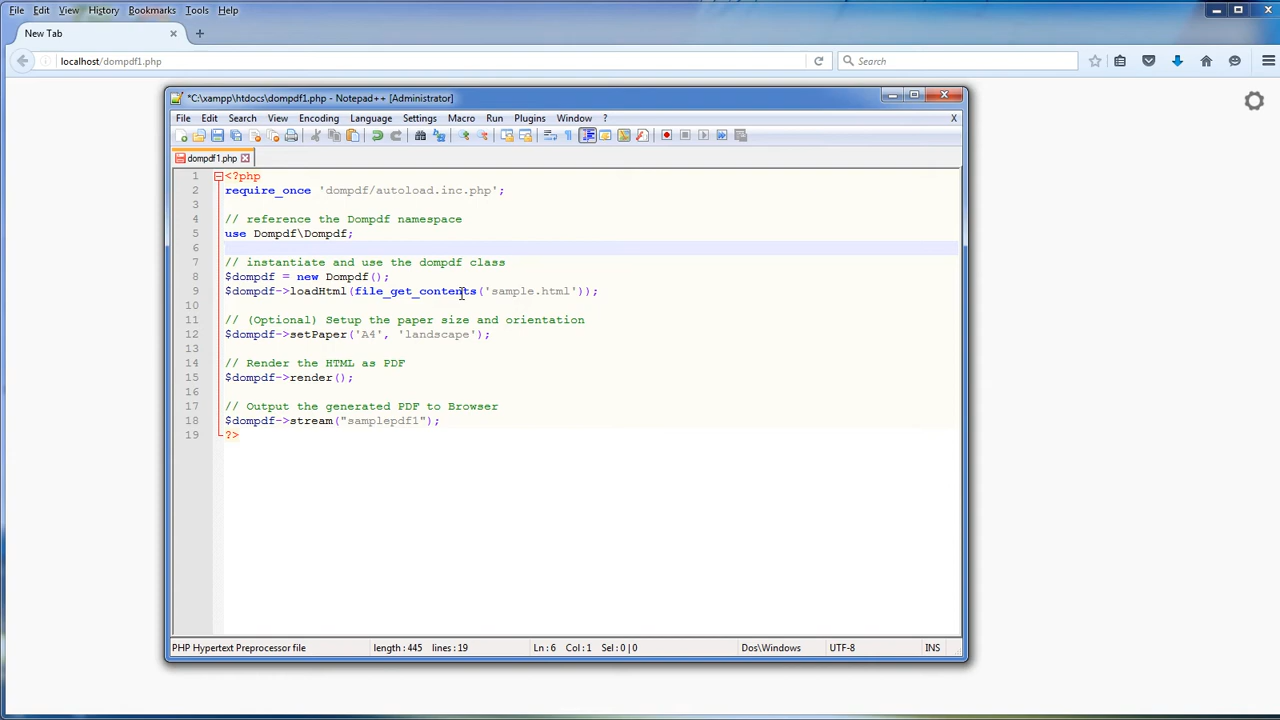 File Edit View History Bookmarks Tools Help
New Tab
localhost/dompdf1.php
Search
*C:\xampp\htdocs\dompdf1.php - Notepad++ [Administrator]
File Edit Search View Encoding Language Settings Macro Run Plugins Window ? X
dompdf1.php
1 <?php
2 require_once 'dompdf/autoload.inc.php';
3
4 // reference the Dompdf namespace
5 use Dompdf\Dompdf;
6
7 // instantiate and use the dompdf class
8 $dompdf = new Dompdf();
9 $dompdf->loadHtml(file_get_contents('sample.html'));
10
11 // (Optional) Setup the paper size and orientation
12 $dompdf->setPaper('A4', 'landscape');
13
14 // Render the HTML as PDF
15 $dompdf->render();
16
17 // Output the generated PDF to Browser
18 $dompdf->stream("samplepdf1");
19 ?>
PHP Hypertext Preprocessor file length : 445 lines : 19 Ln : 6 Col : 1 Sel : 0 | 0 Dos\Windows UTF-8 INS